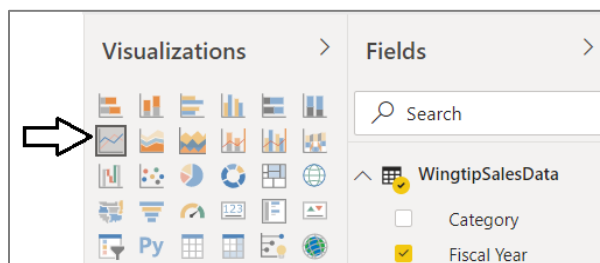 Visualizations
Fields
Search
WingtipSalesData
Category
Fiscal Year
123
Py